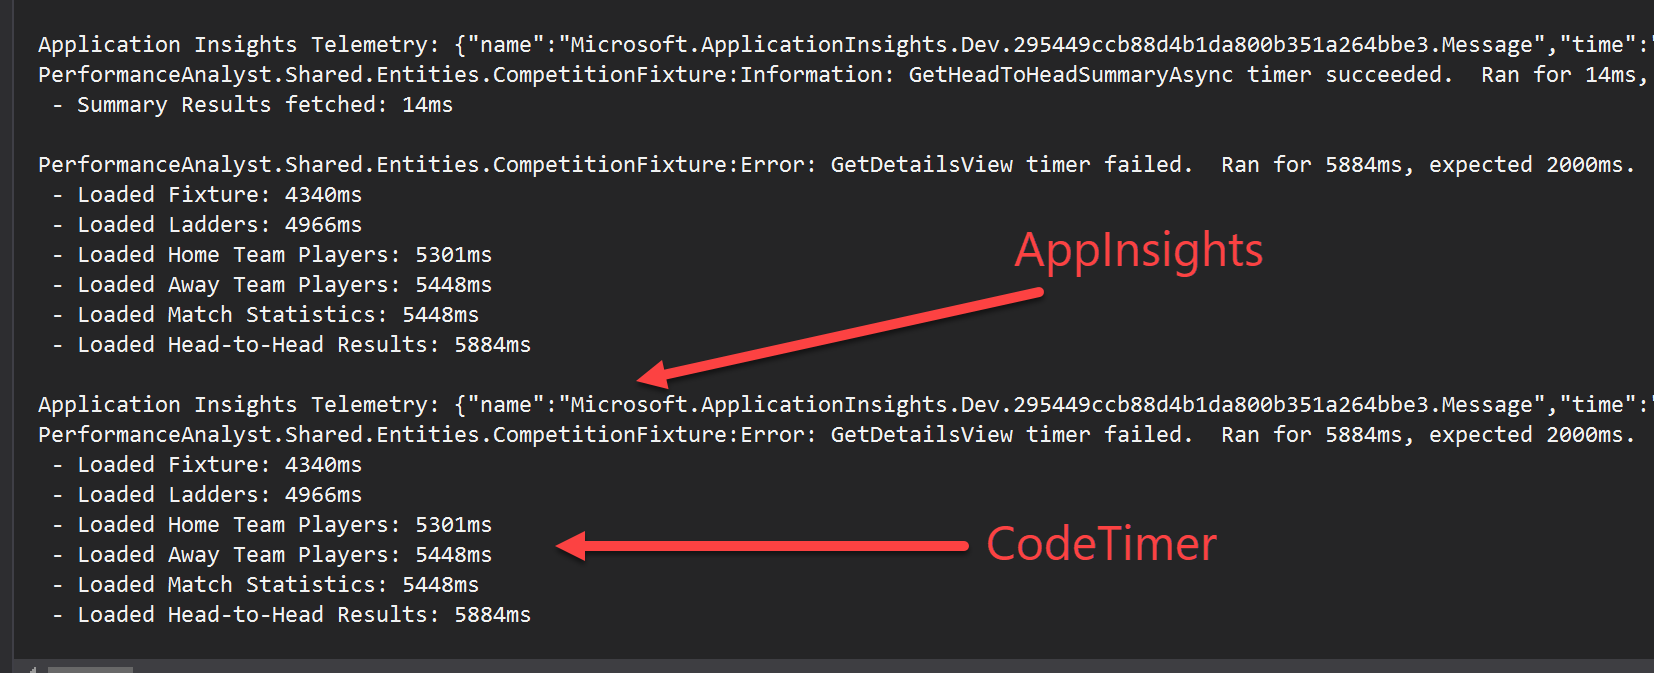 Application Insights Telemetry: {"name":"Microsoft.ApplicationInsights.Dev.295449ccb88d4b1da800b351a264bbe3.Message","time":"
PerformanceAnalyst.Shared.Entities.CompetitionFixture:Information: GetHeadToHeadSummaryAsync timer succeeded.  Ran for 14ms,
 - Summary Results fetched: 14ms
PerformanceAnalyst.Shared.Entities.CompetitionFixture:Error: GetDetailsView timer failed.  Ran for 5884ms, expected 2000ms.
 - Loaded Fixture: 4340ms
 - Loaded Ladders: 4966ms
 - Loaded Home Team Players: 5301ms
 - Loaded Away Team Players: 5448ms
 - Loaded Match Statistics: 5448ms
 - Loaded Head-to-Head Results: 5884ms
AppInsights
Application Insights Telemetry: {"name":"Microsoft.ApplicationInsights.Dev.295449ccb88d4b1da800b351a264bbe3.Message","time":"
PerformanceAnalyst.Shared.Entities.CompetitionFixture:Error: GetDetailsView timer failed.  Ran for 5884ms, expected 2000ms.
 - Loaded Fixture: 4340ms
 - Loaded Ladders: 4966ms
 - Loaded Home Team Players: 5301ms
 - Loaded Away Team Players: 5448ms
 - Loaded Match Statistics: 5448ms
 - Loaded Head-to-Head Results: 5884ms
CodeTimer